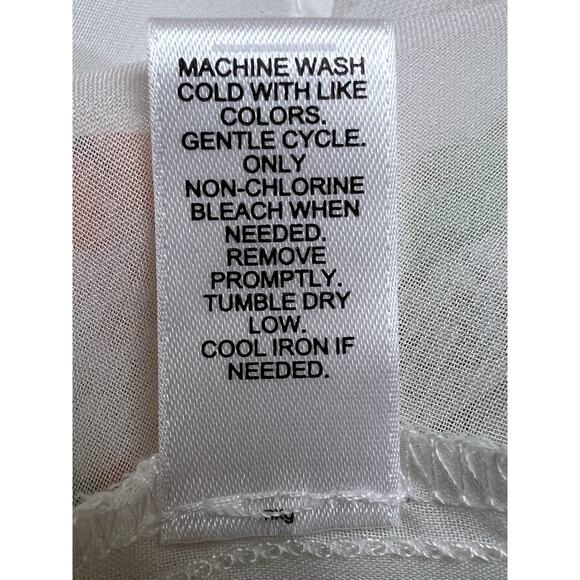 MACHINE WASH
COLD WITH LIKE
COLORS.
GENTLE CYCLE.
ONLY
NON-CHLORINE
BLEACH WHEN
NEEDED.
REMOVE
PROMPTLY.
TUMBLE DRY
LOW.
COOL IRON IF
NEEDED.